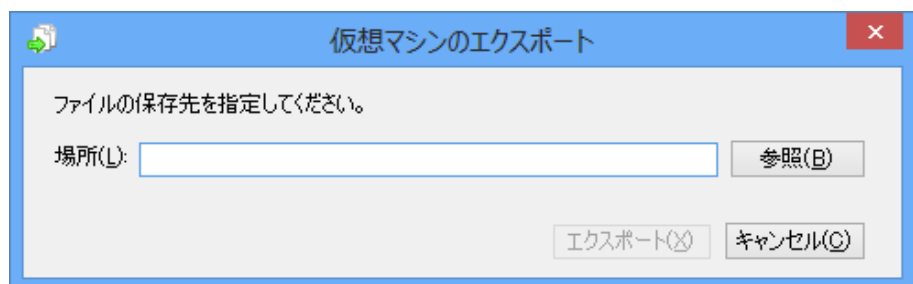 仮想マシンのエクスポート
ファイルの保存先を指定してください。
場所(L): 参照(B)
エクスポート(X) キャンセル(C)